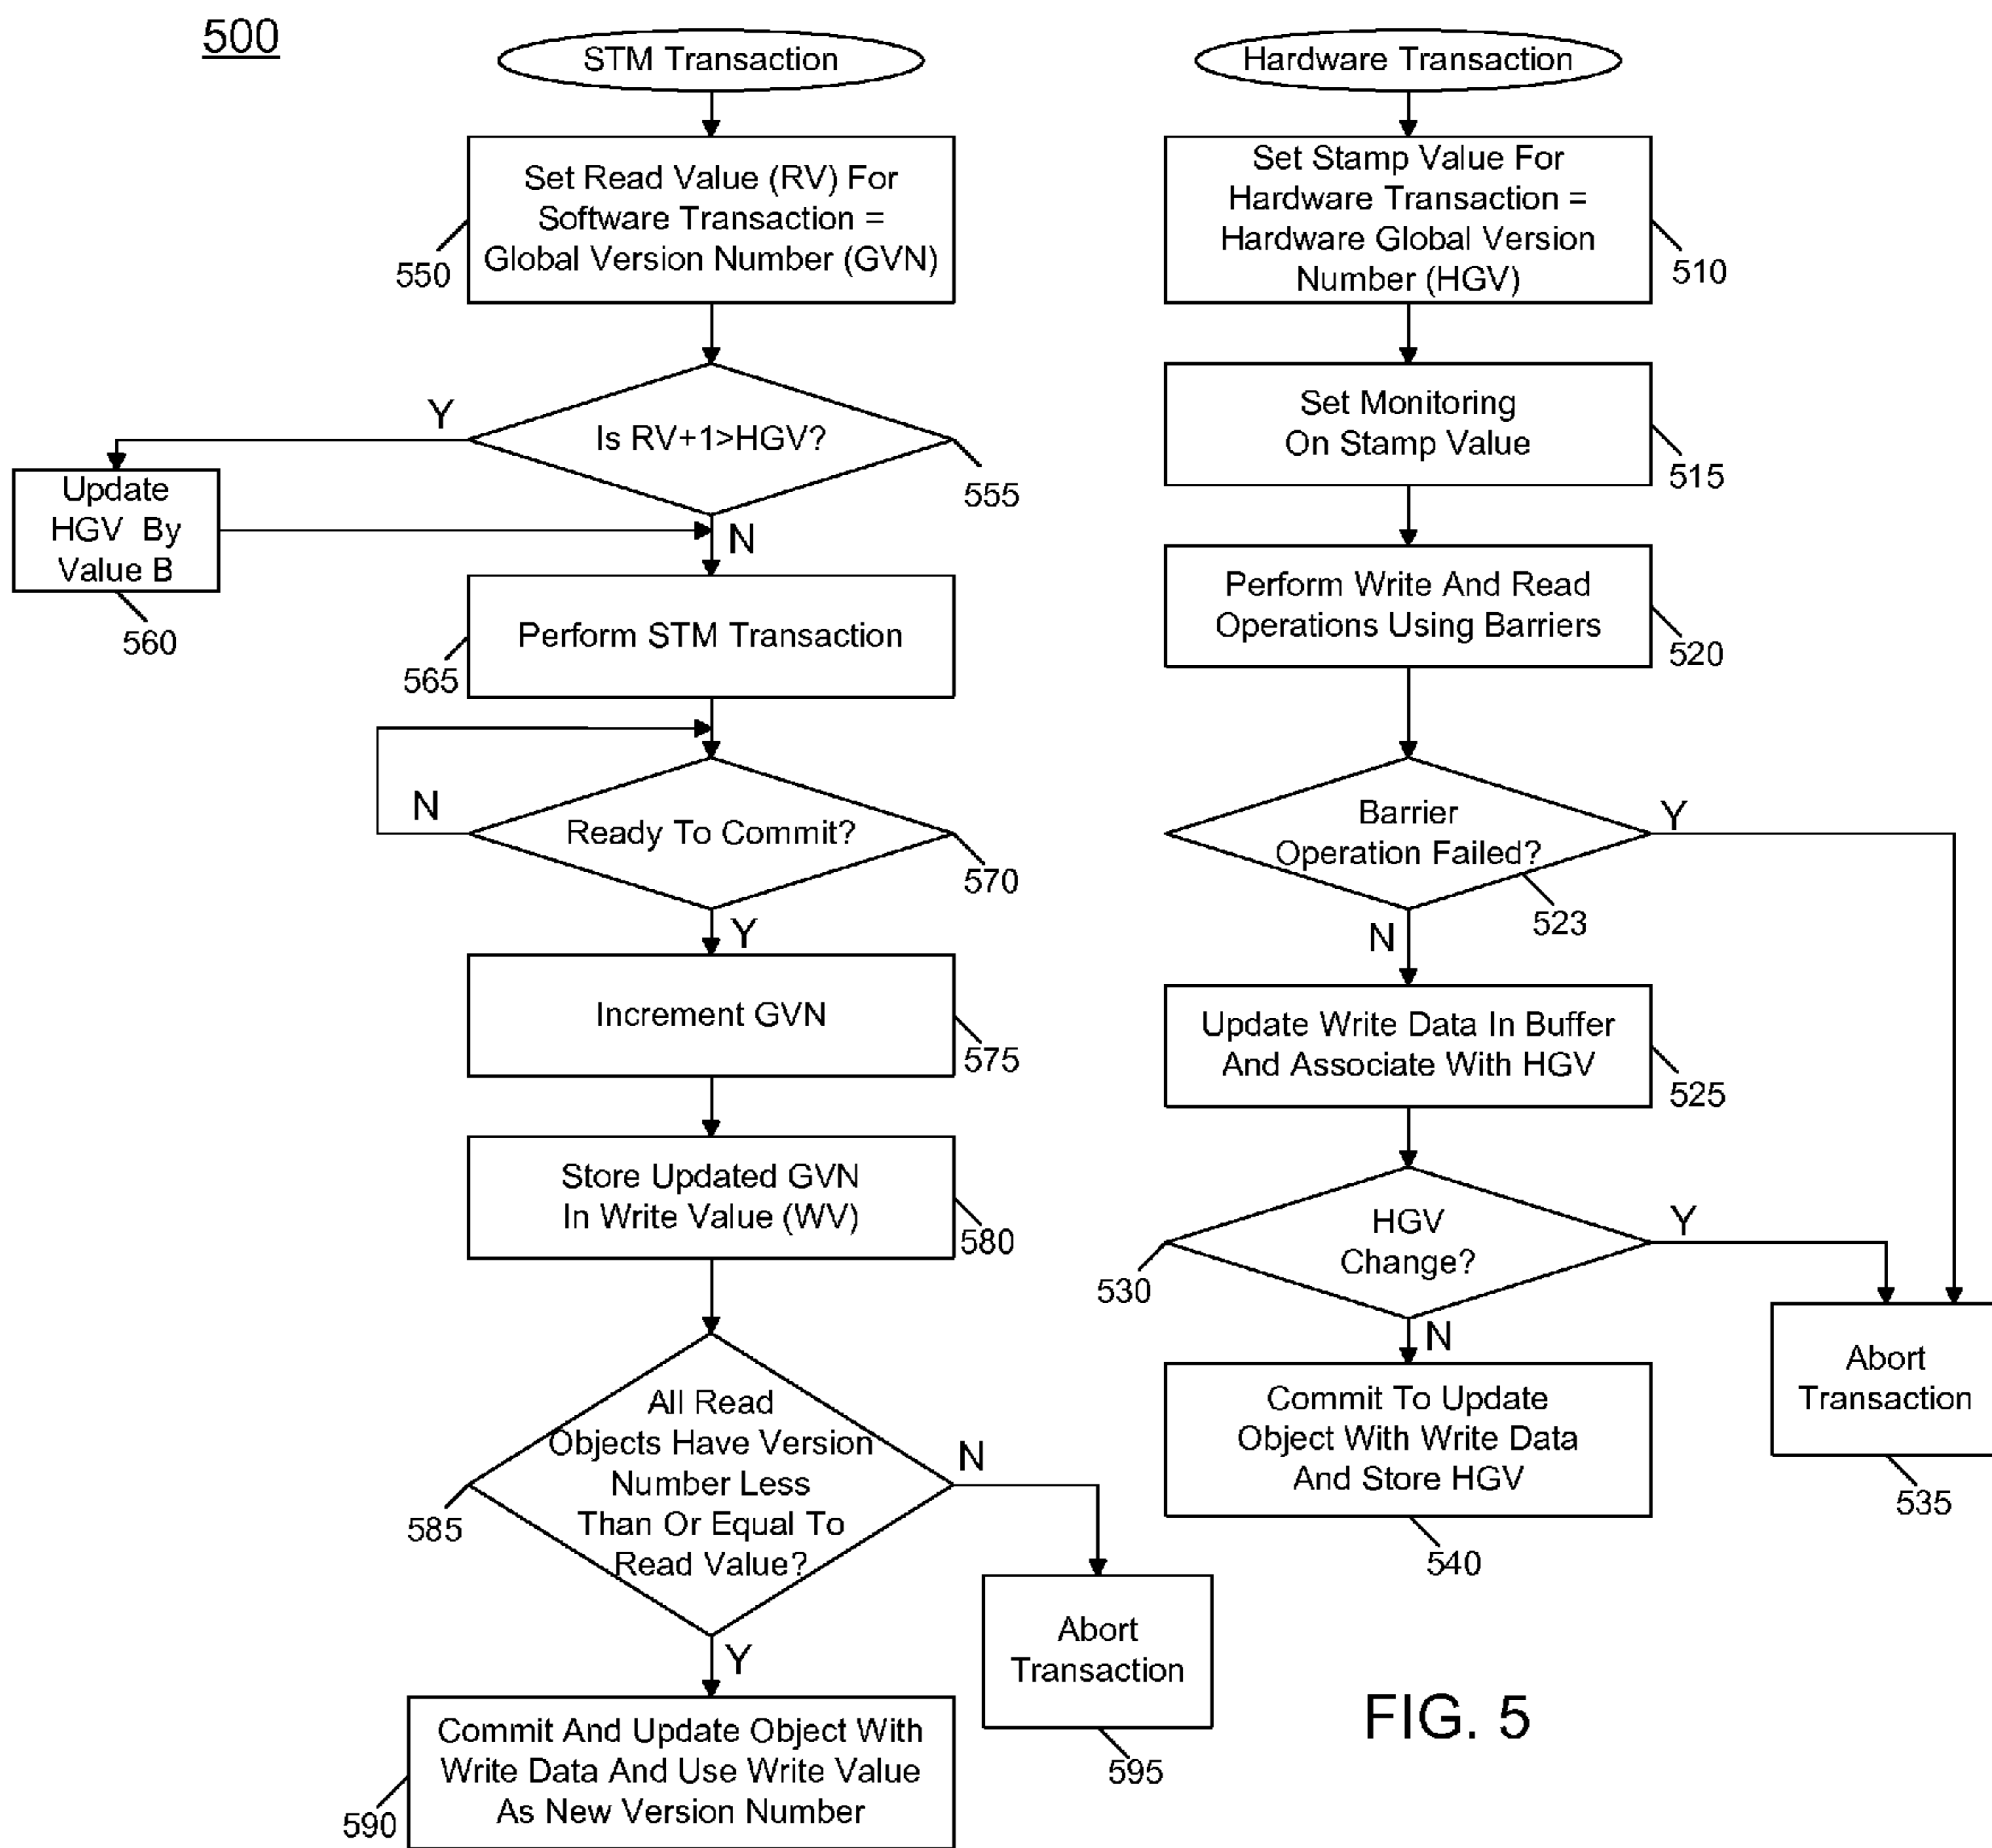 500
STM Transaction
Set Read Value (RV) For
Software Transaction =
Global Version Number (GVN)
550
Is RV+1>HGV?
Y
555
N
Update
HGV By
Value B
560
Perform STM Transaction
565
Ready To Commit?
N
570
Y
Increment GVN
575
Store Updated GVN
In Write Value (WV)
580
All Read
Objects Have Version
Number Less
Than Or Equal To
Read Value?
585
N
Y
Abort
Transaction
595
Commit And Update Object With
Write Data And Use Write Value
As New Version Number
590
Hardware Transaction
Set Stamp Value For
Hardware Transaction =
Hardware Global Version
Number (HGV)
510
Set Monitoring
On Stamp Value
515
Perform Write And Read
Operations Using Barriers
520
Barrier
Operation Failed?
Y
523
N
Update Write Data In Buffer
And Associate With HGV
525
HGV
Change?
Y
530
N
Abort
Transaction
535
Commit To Update
Object With Write Data
And Store HGV
540
FIG. 5